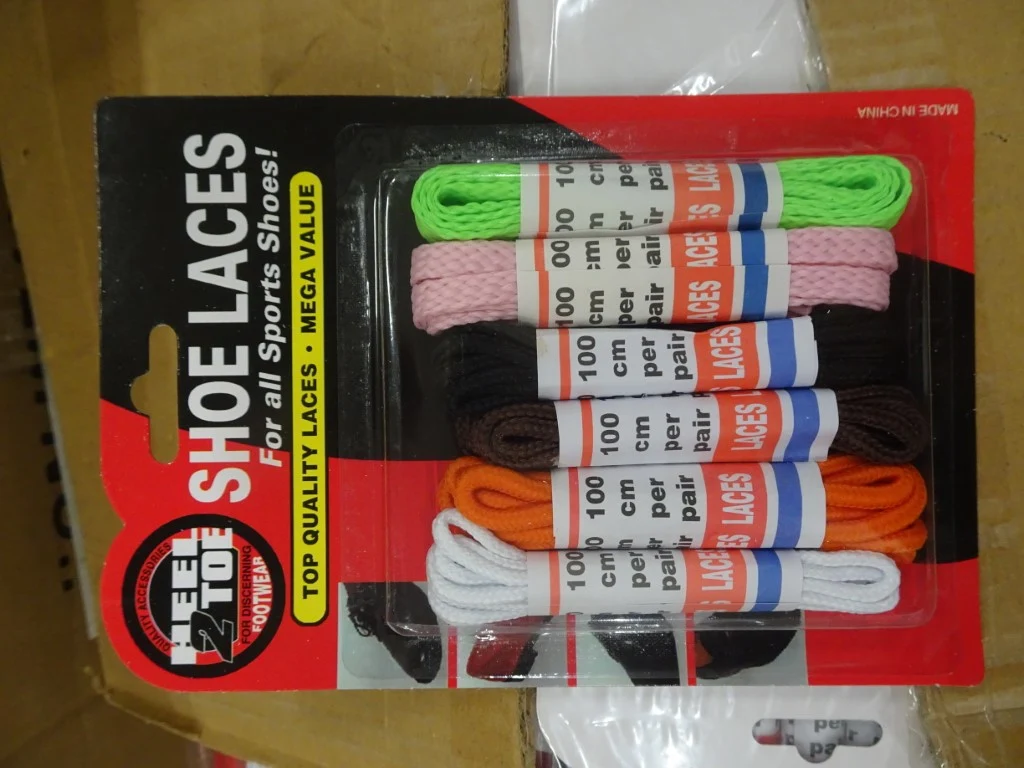 SHOE LACES
For all Sports Shoes!
TOP QUALITY LACES • MEGA VALUE
QUALITY ACCESSORIES
HEEL
2 TOE
FOR DISCERNING
FOOTWEAR
MADE IN CHINA
cm
per
pair
LACES
100
cm
per
pair
LACES
100
cm
per
pair
LACES
100
cm
per
pair
LACES
100
cm
per
pair
LACES
100
cm
per
pair
LACES
per
pair